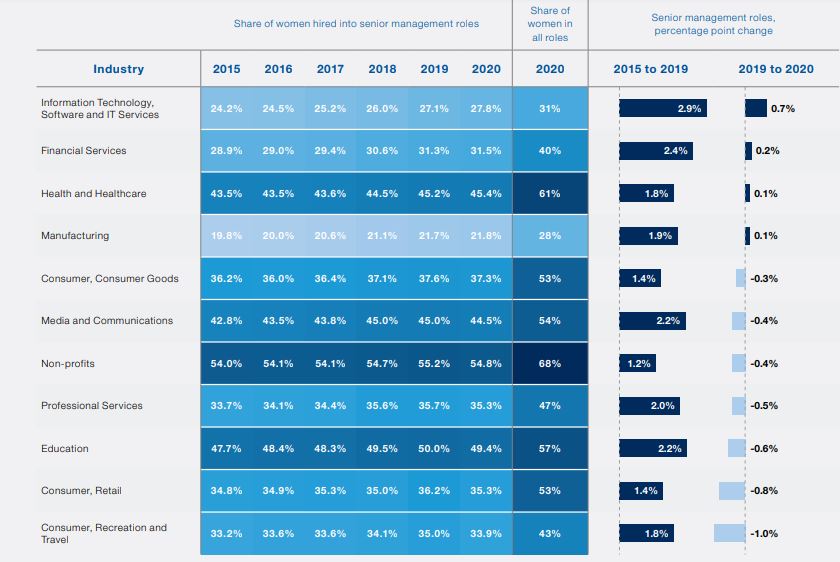 Share of women hired into senior management roles
Share of
women in
all roles
Senior management roles,
percentage point change
Industry 2015 2016 2017 2018 2019 2020 2020 2015 to 2019 2019 to 2020
Information Technology,
Software and IT Services 24.2% 24.5% 25.2% 26.0% 27.1% 27.8% 31% 2.9% 0.7%
Financial Services 28.9% 29.0% 29.4% 30.6% 31.3% 31.5% 40% 2.4% 0.2%
Health and Healthcare 43.5% 43.5% 43.6% 44.5% 45.2% 45.4% 61% 1.8% 0.1%
Manufacturing 19.8% 20.0% 20.6% 21.1% 21.7% 21.8% 28% 1.9% 0.1%
Consumer, Consumer Goods 36.2% 36.0% 36.4% 37.1% 37.6% 37.3% 53% 1.4% -0.3%
Media and Communications 42.8% 43.5% 43.8% 45.0% 45.0% 44.5% 54% 2.2% -0.4%
Non-profits 54.0% 54.1% 54.1% 54.7% 55.2% 54.8% 68% 1.2% -0.4%
Professional Services 33.7% 34.1% 34.4% 35.6% 35.7% 35.3% 47% 2.0% -0.5%
Education 47.7% 48.4% 48.3% 49.5% 50.0% 49.4% 57% 2.2% -0.6%
Consumer, Retail 34.8% 34.9% 35.3% 35.0% 36.2% 35.3% 53% 1.4% -0.8%
Consumer, Recreation and
Travel 33.2% 33.6% 33.6% 34.1% 35.0% 33.9% 43% 1.8% -1.0%